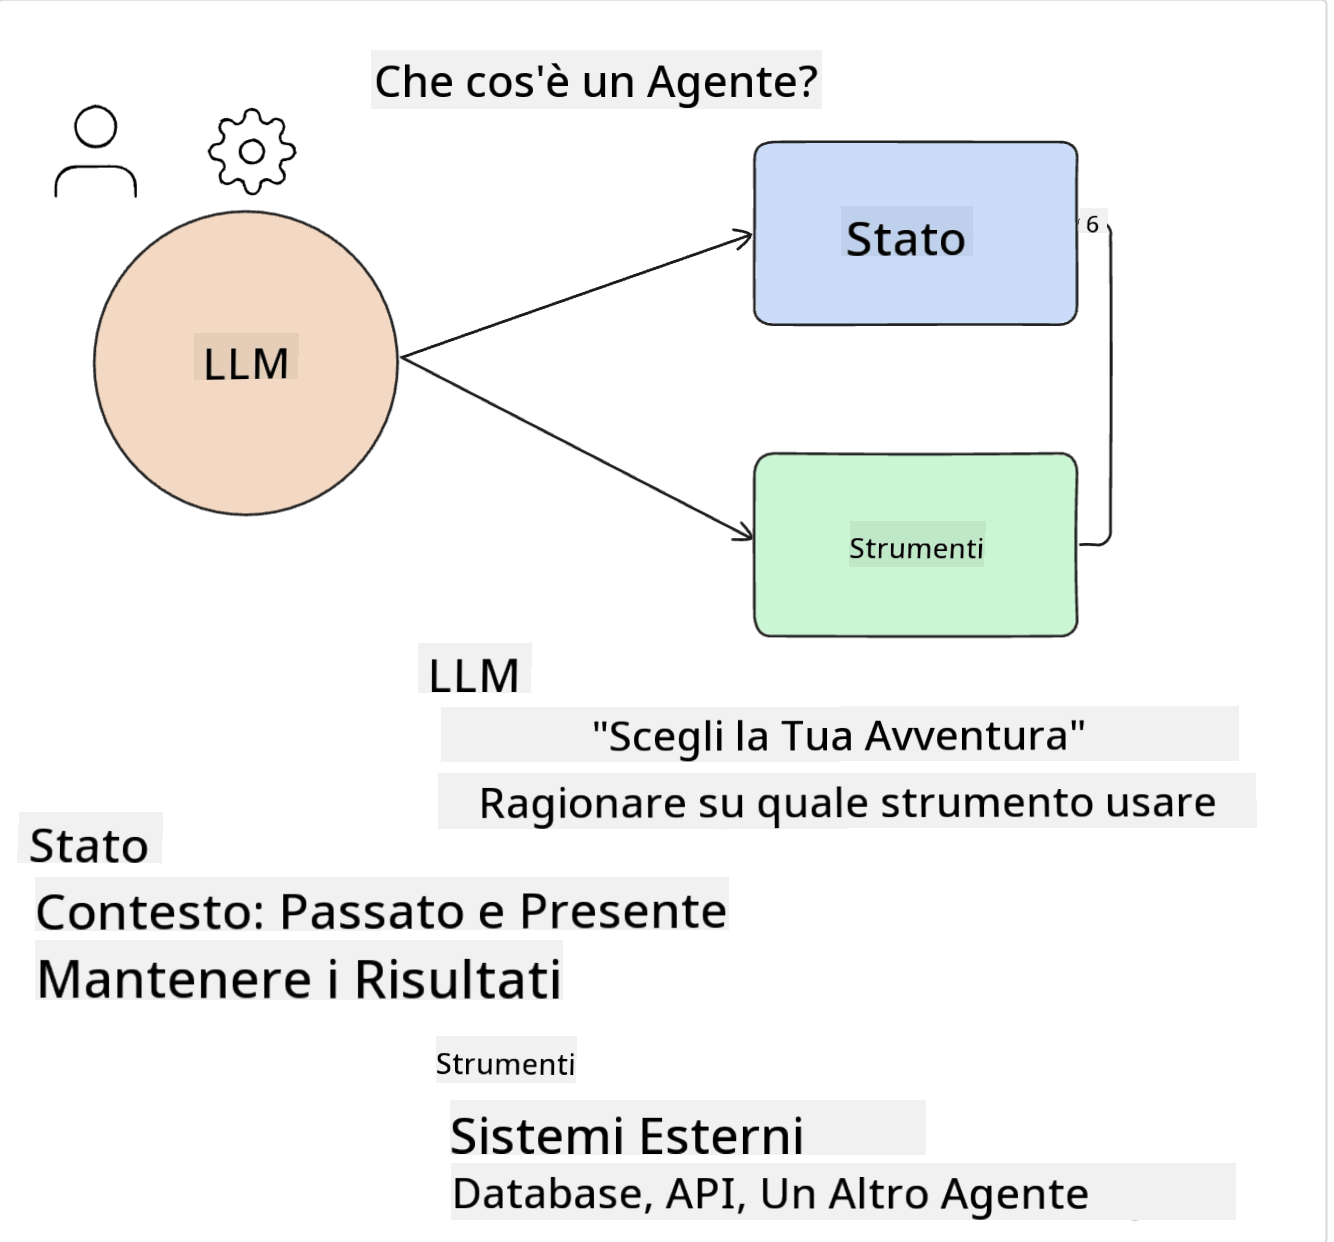 Che cos'è un Agente?
Stato
6
LLM
Strumenti
LLM
"Scegli la Tua Avventura"
Ragionare su quale strumento usare
Stato
Contesto: Passato e Presente
Mantenere i Risultati
Strumenti
Sistemi Esterni
Database, API, Un Altro Agente